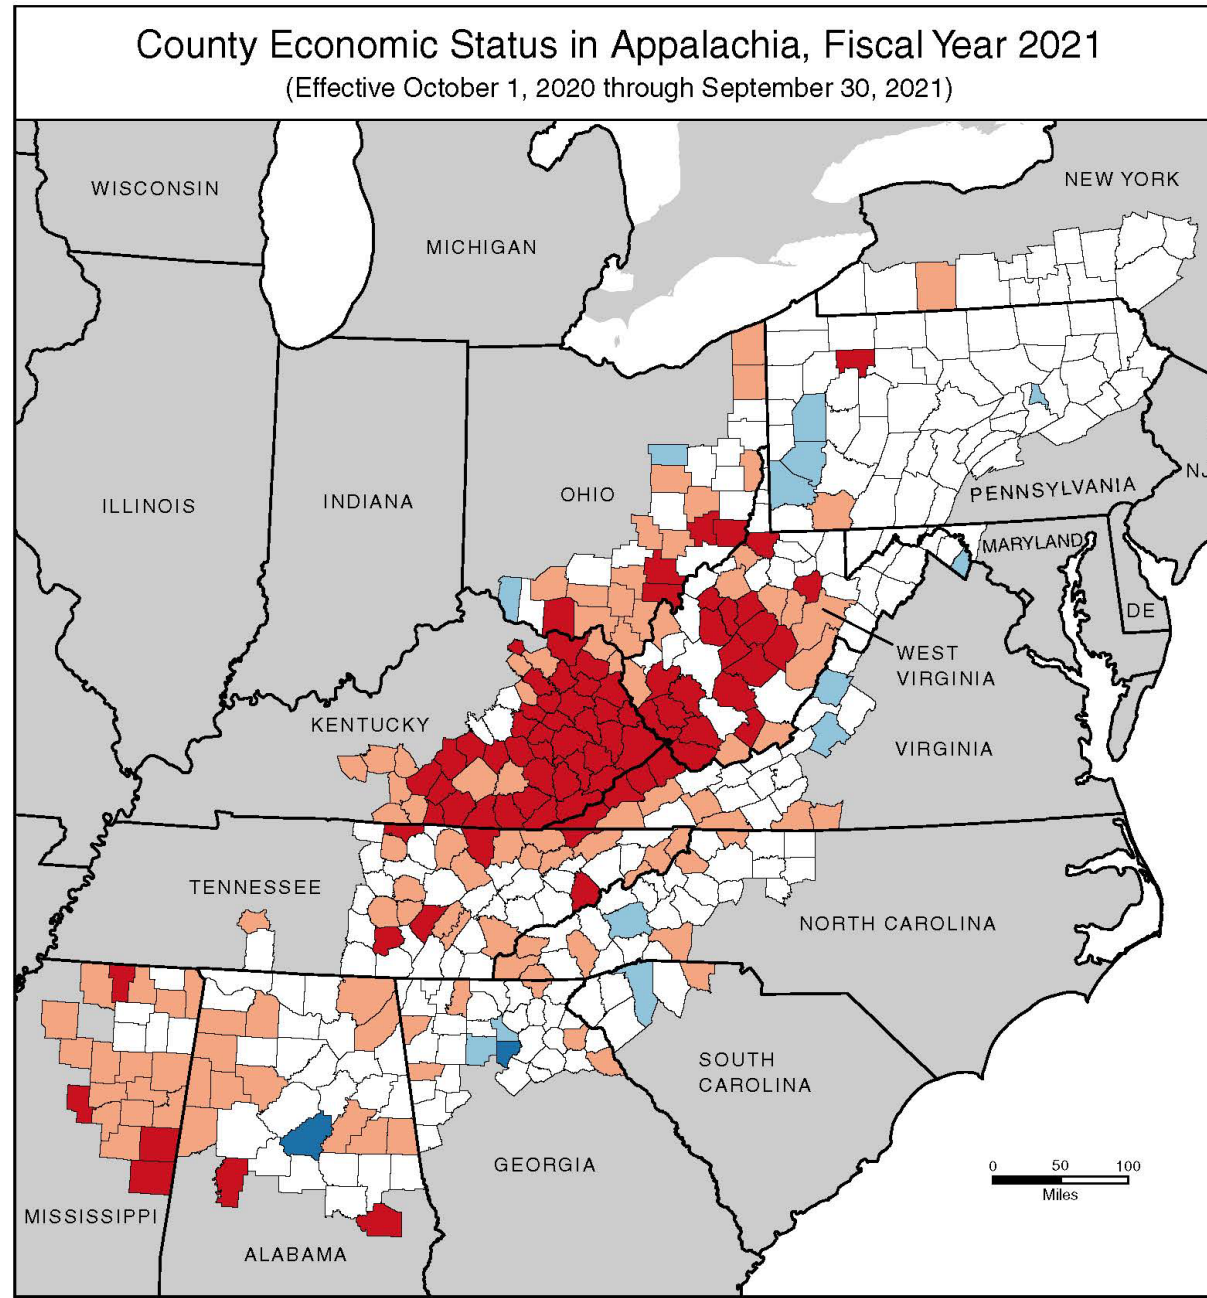 County Economic Status in Appalachia, Fiscal Year 2021
(Effective October 1, 2020 through September 30, 2021)
WISCONSIN
NEW YORK
MICHIGAN
ILLINOIS
INDIANA
OHIO
PENNSYLVANIA
NJ
MARYLAND
DE
WEST
VIRGINIA
KENTUCKY
VIRGINIA
TENNESSEE
NORTH CAROLINA
SOUTH
CAROLINA
GEORGIA
MISSISSIPPI
ALABAMA
0 50 100
Miles